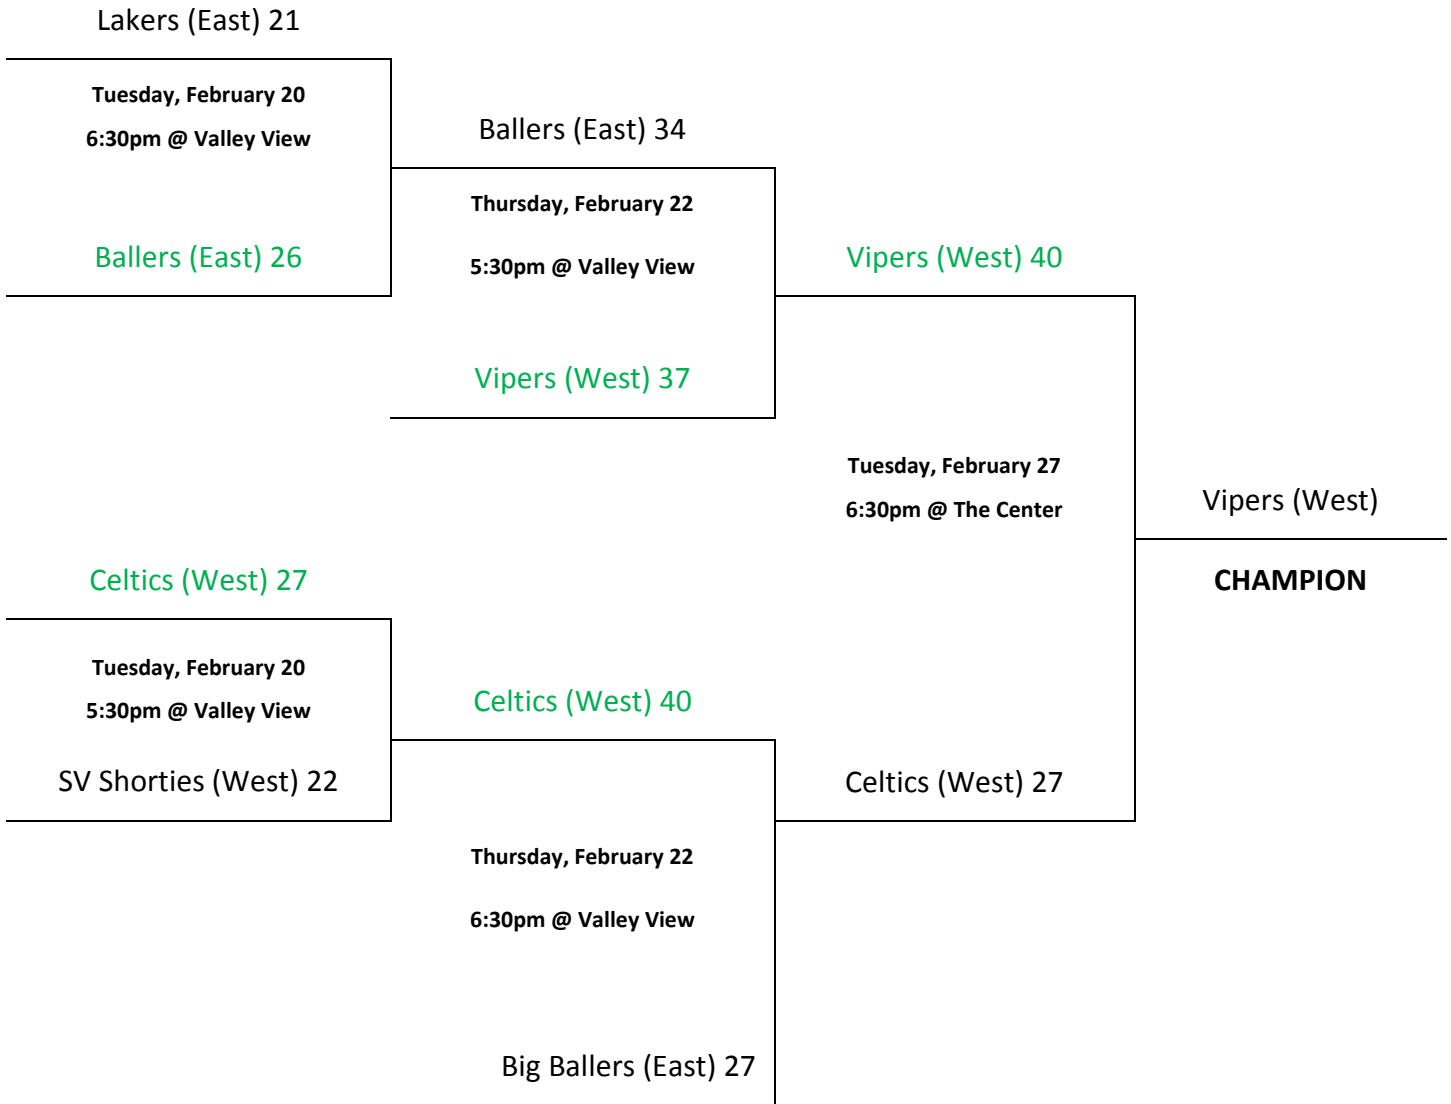 Lakers (East) 21
Tuesday, February 20
6:30pm @ Valley View
Ballers (East) 26
Ballers (East) 34
Thursday, February 22
5:30pm @ Valley View
Vipers (West) 37
Vipers (West) 40
Tuesday, February 27
6:30pm @ The Center
Vipers (West)
CHAMPION
Celtics (West) 27
Tuesday, February 20
5:30pm @ Valley View
SV Shorties (West) 22
Celtics (West) 40
Thursday, February 22
6:30pm @ Valley View
Big Ballers (East) 27
Celtics (West) 27